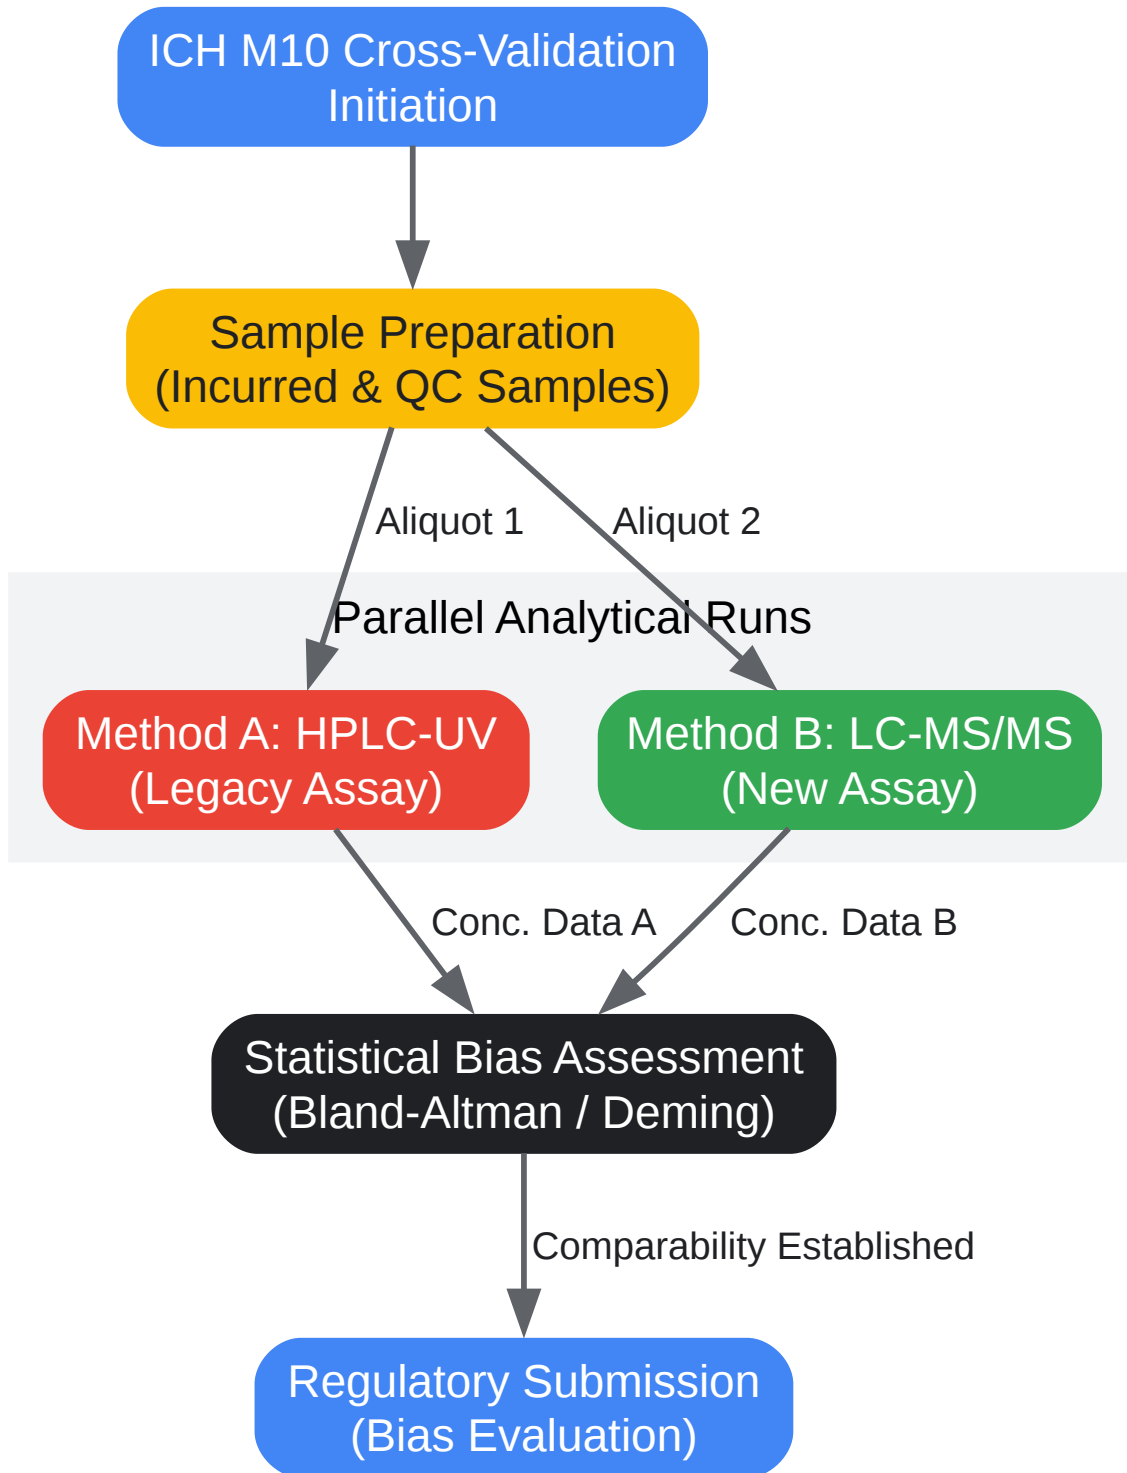 ICH M10 Cross-Validation
Initiation
Sample Preparation
(Incurred & QC Samples)
Aliquot 1
Aliquot 2
Parallel Analytical Runs
Method A: HPLC-UV
(Legacy Assay)
Method B: LC-MS/MS
(New Assay)
Conc. Data A
Conc. Data B
Statistical Bias Assessment
(Bland-Altman / Deming)
Comparability Established
Regulatory Submission
(Bias Evaluation)